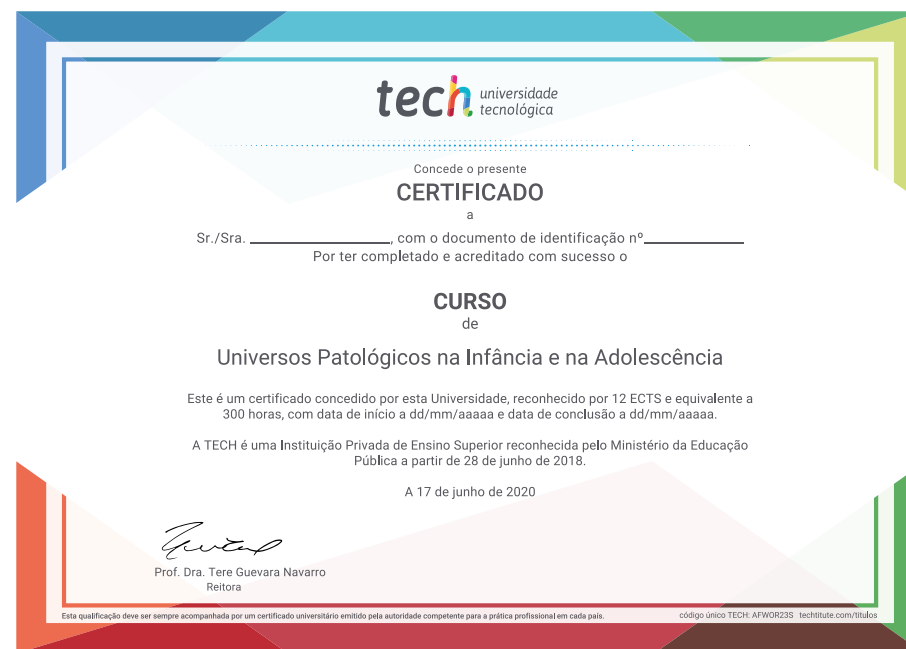 tech universidade
tecnológica
Concede o presente
CERTIFICADO
a
Sr./Sra. ____________________, com o documento de identificação nº______________
Por ter completado e acreditado com sucesso o
CURSO
de
Universos Patológicos na Infância e na Adolescência
Este é um certificado concedido por esta Universidade, reconhecido por 12 ECTS e equivalente a
300 horas, com data de início a dd/mm/aaaaa e data de conclusão a dd/mm/aaaaa.
A TECH é uma Instituição Privada de Ensino Superior reconhecida pelo Ministério da Educação
Pública a partir de 28 de junho de 2018.
A 17 de junho de 2020
Prof. Dra. Tere Guevara Navarro
Reitora
Esta qualificação deve ser sempre acompanhada por um certificado universitário emitido pela autoridade competente para a prática profissional em cada país.
código único TECH: AFWOR23S techtitute.com/titulos